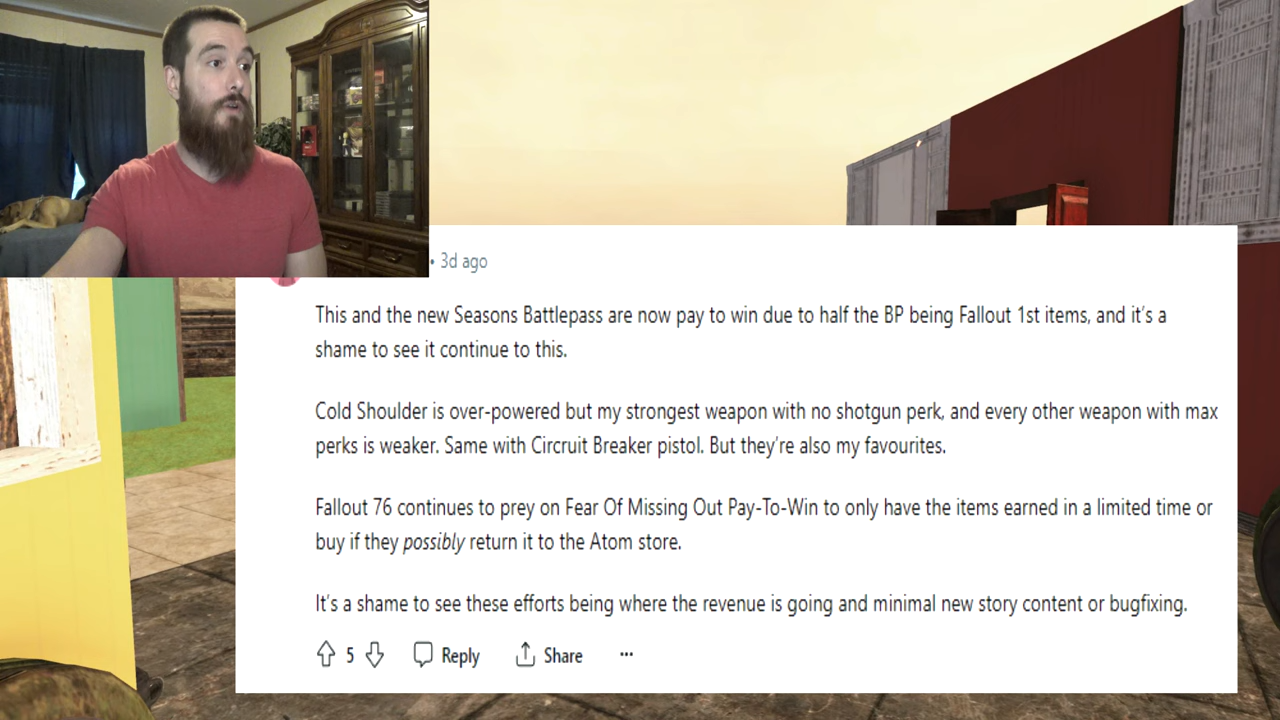 • 3d ago
This and the new Seasons Battlepass are now pay to win due to half the BP being Fallout 1st items, and it's a
shame to see it continue to this.
Cold Shoulder is over-powered but my strongest weapon with no shotgun perk, and every other weapon with max
perks is weaker. Same with Circruit Breaker pistol. But they're also my favourites.
Fallout 76 continues to prey on Fear Of Missing Out Pay-To-Win to only have the items earned in a limited time or
buy if they possibly return it to the Atom store.
It's a shame to see these efforts being where the revenue is going and minimal new story content or bugfixing.
5 Reply Share ...